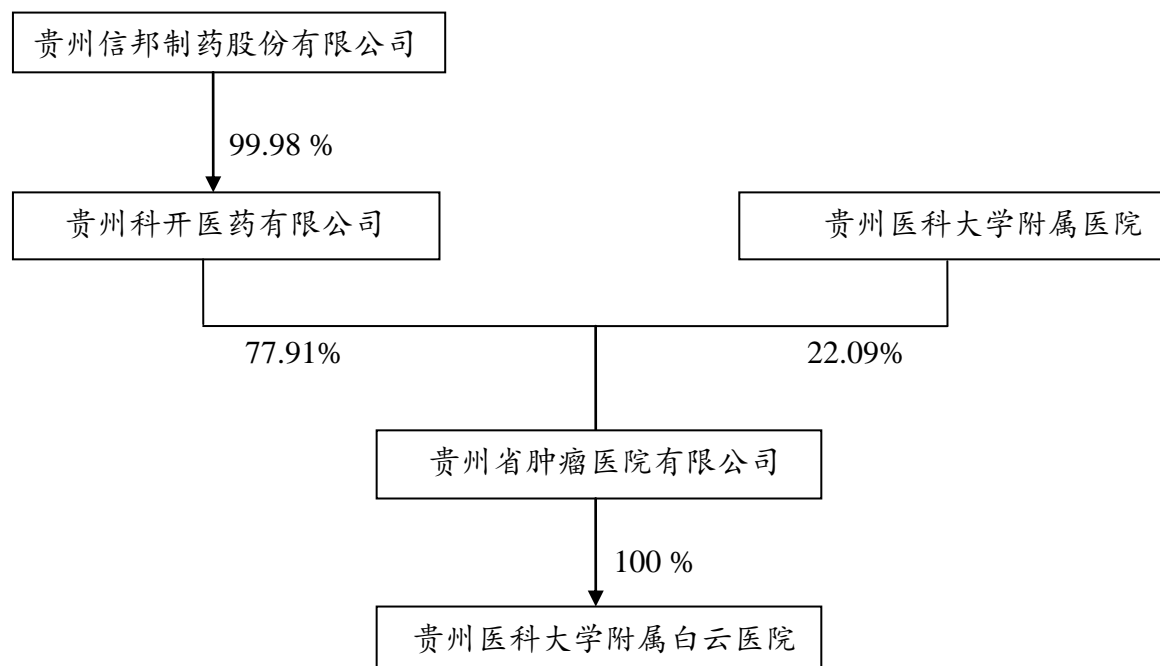 贵州信邦制药股份有限公司
99.98 %
贵州科开医药有限公司
贵州医科大学附属医院
77.91%
22.09%
贵州省肿瘤医院有限公司
100 %
贵州医科大学附属白云医院